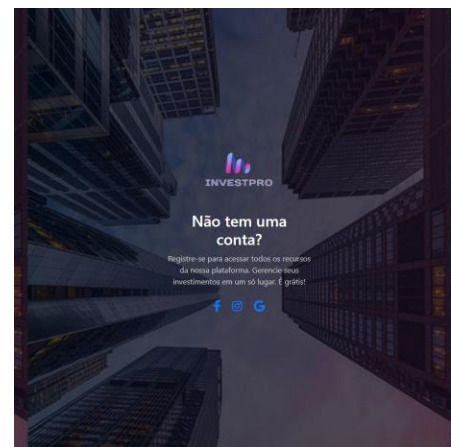 INVESTPRO
Não tem uma
conta?
Registre-se para acessar todos os recursos
da nossa plataforma. Gerencie seus
investimentos em um só lugar. É grátis!